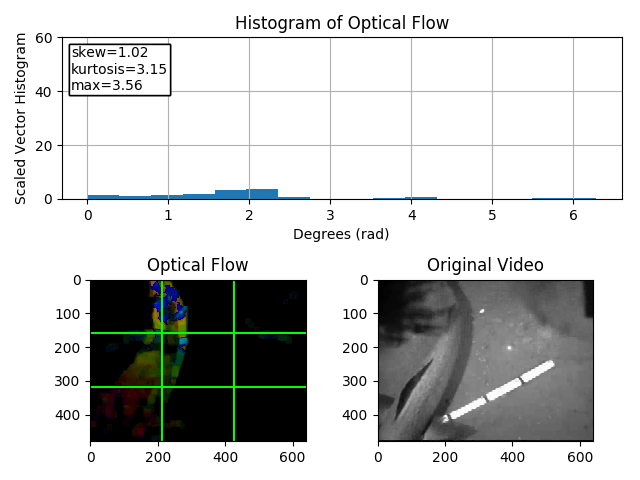 Histogram of Optical Flow
Scaled Vector Histogram
60
40
20
0
skew=1.02
kurtosis=3.15
max=3.56
0 1 2 3 4 5 6
Degrees (rad)
Optical Flow
0
100
200
300
400
0 200 400 600
Original Video
0
100
200
300
400
0 200 400 600